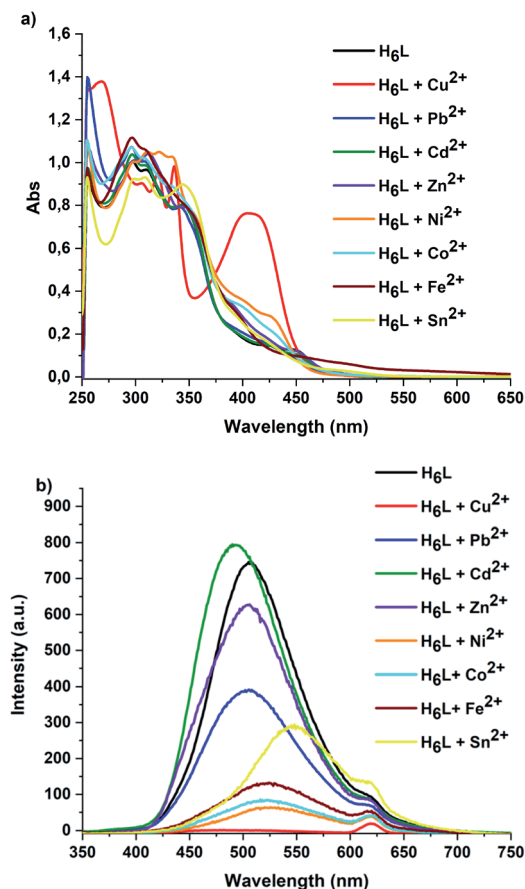 a)
1,6
1,4
1,2
1,0
0,8
0,6
0,4
0,2
0,0
Abs
250 300 350 400 450 500 550 600 650
Wavelength (nm)
H6L
H6L + Cu2+
H6L + Pb2+
H6L + Cd2+
H6L + Zn2+
H6L + Ni2+
H6L + Co2+
H6L + Fe2+
H6L + Sn2+
b)
900
800
700
600
500
400
300
200
100
0
Intensity (a.u.)
350 400 450 500 550 600 650 700 750
Wavelength (nm)
H6L
H6L + Cu2+
H6L + Pb2+
H6L + Cd2+
H6L + Zn2+
H6L + Ni2+
H6L+ Co2+
H6L+ Fe2+
H6L + Sn2+